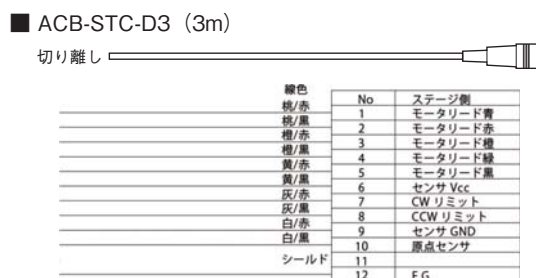 ■ ACB-STC-D3（3m）
切り離し
線色
桃/赤
桃/黒
橙/赤
橙/黒
黄/赤
黄/黒
灰/赤
灰/黒
白/赤
白/黒
シールド
No ステージ側
1 モータリード青
2 モータリード赤
3 モータリード橙
4 モータリード緑
5 モータリード黒
6 センサ Vcc
7 CW リミット
8 CCW リミット
9 センサ GND
10 原点センサ
11
12 F.G.